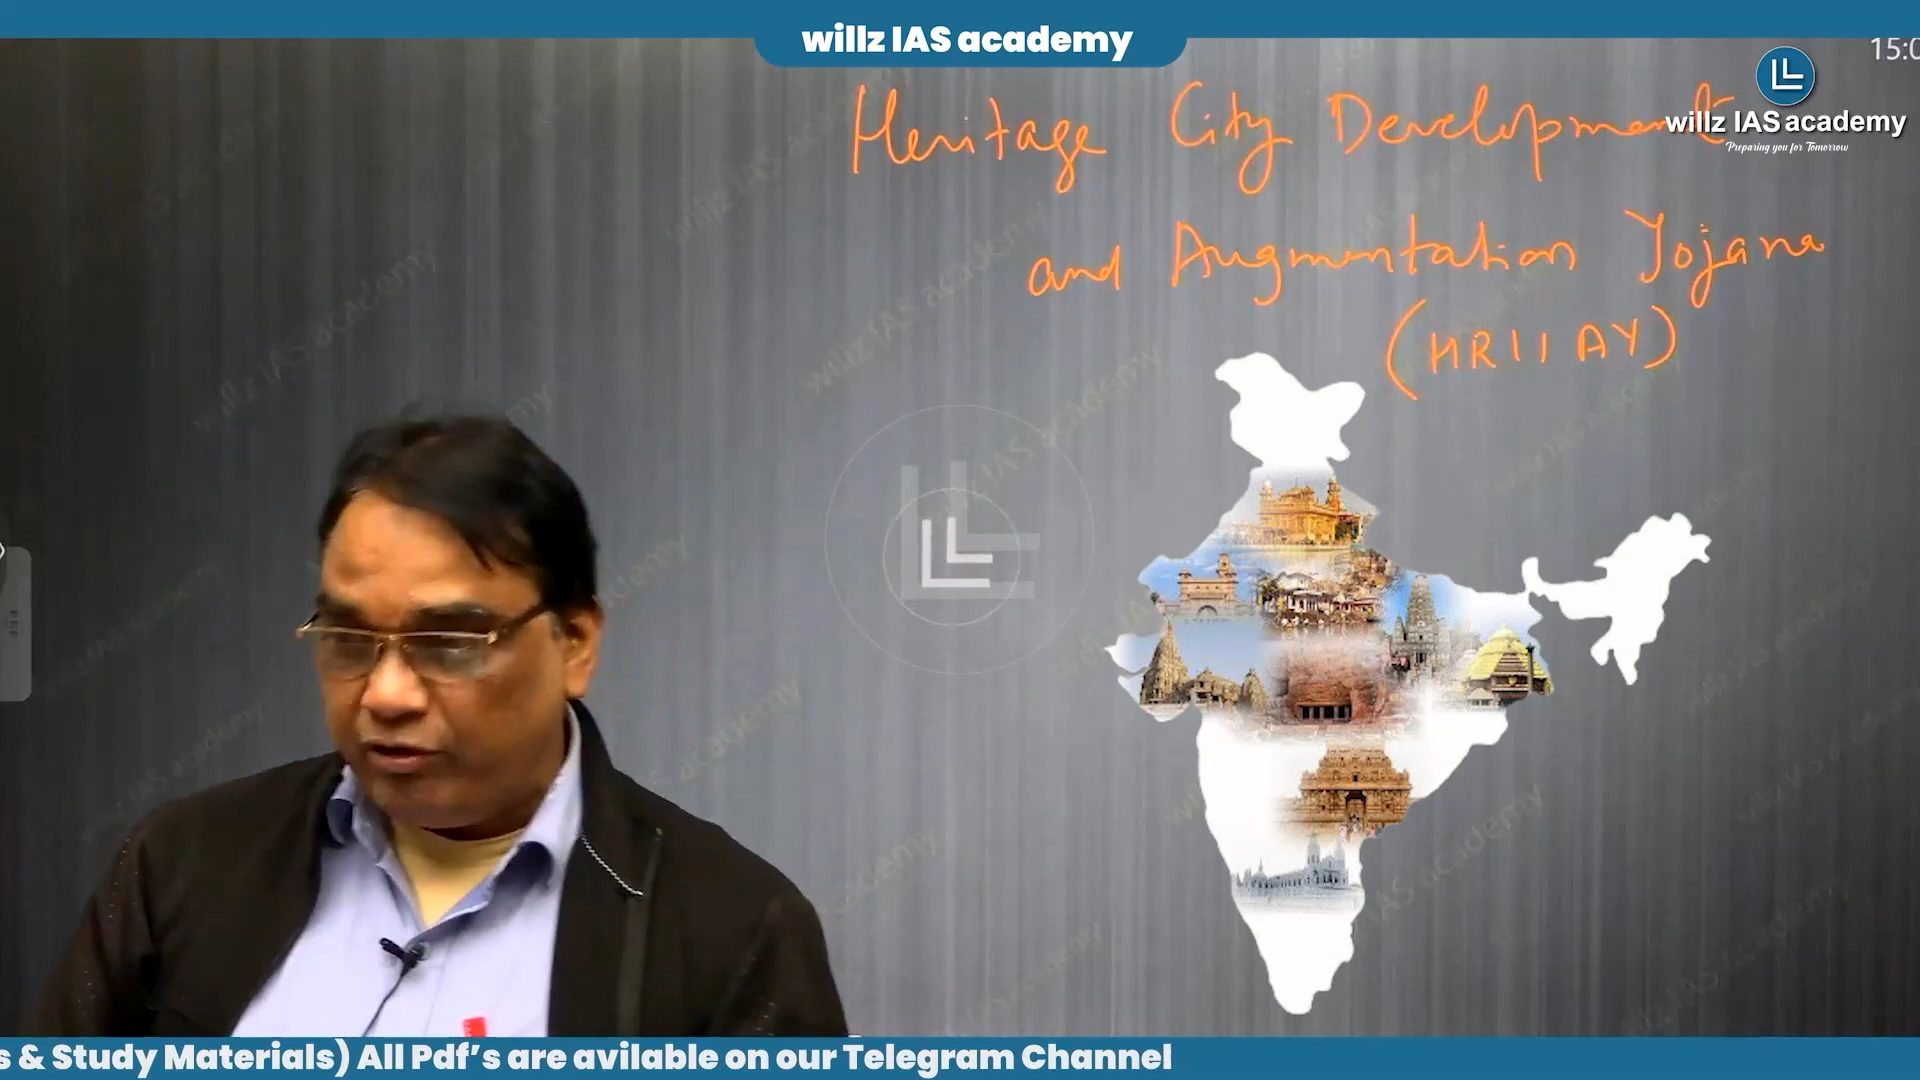 willz IAS academy
15:0
willz IAS academy
Preparing you for Tomorrow
Heritage City Development
and Augmentation Yojana
(HRIIAY)
s & Study Materials) All Pdf's are avilable on our Telegram Channel